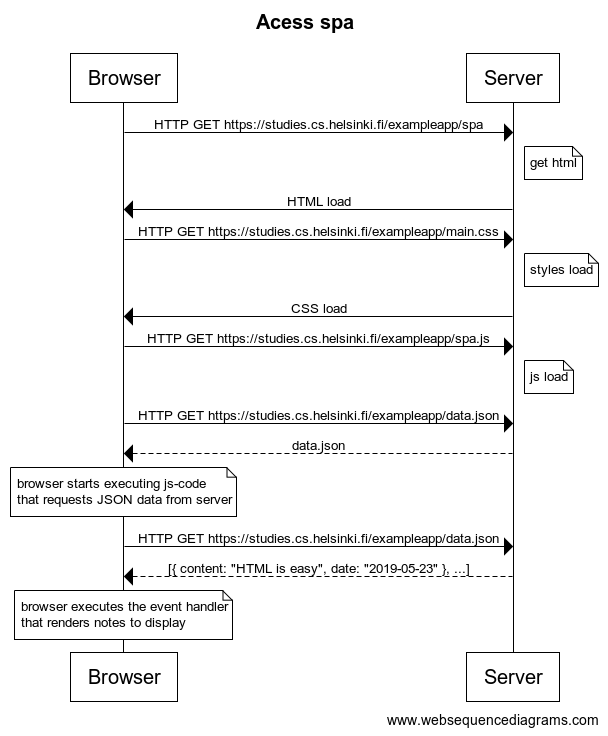 Acess spa
Browser
Server
HTTP GET https://studies.cs.helsinki.fi/exampleapp/spa
get html
HTML load
HTTP GET https://studies.cs.helsinki.fi/exampleapp/main.css
styles load
CSS load
HTTP GET https://studies.cs.helsinki.fi/exampleapp/spa.js
js load
HTTP GET https://studies.cs.helsinki.fi/exampleapp/data.json
data.json
browser starts executing js-code
that requests JSON data from server
HTTP GET https://studies.cs.helsinki.fi/exampleapp/data.json
[{ content: "HTML is easy", date: "2019-05-23" }, ...]
browser executes the event handler
that renders notes to display
Browser
Server
www.websequencediagrams.com